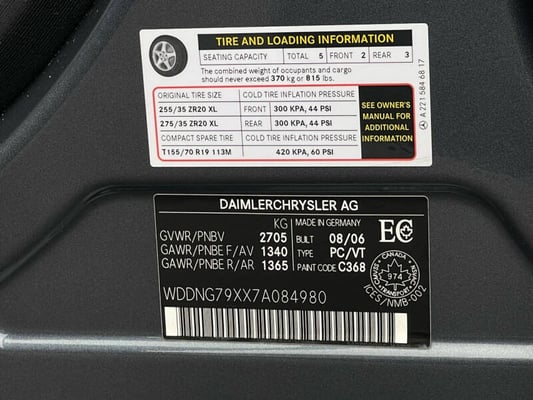 TIRE AND LOADING INFORMATION
SEATING CAPACITY TOTAL 5 FRONT 2 REAR 3
The combined weight of occupants and cargo
should never exceed 370 kg or 815 lbs.
ORIGINAL TIRE SIZE COLD TIRE INFLATION PRESSURE
255/35 ZR20 XL FRONT 300 KPA, 44 PSI
275/35 ZR20 XL REAR 300 KPA, 44 PSI
COMPACT SPARE TIRE COLD TIRE INFLATION PRESSURE
T155/70 R19 113M 420 KPA, 60 PSI
SEE OWNER'S
MANUAL FOR
ADDITIONAL
INFORMATION
A 221 584 68 17
DAIMLERCHRYSLER AG
KG MADE IN GERMANY
GVWR/PNBV 2705 BUILT 08/06
GAWR/PNBE F/AV 1340 TYPE PC/VT
GAWR/PNBE R/AR 1365 PAINT CODE C368
EC
CANADA
974
ICES/NMB-002
WDDNG79XX7A084980